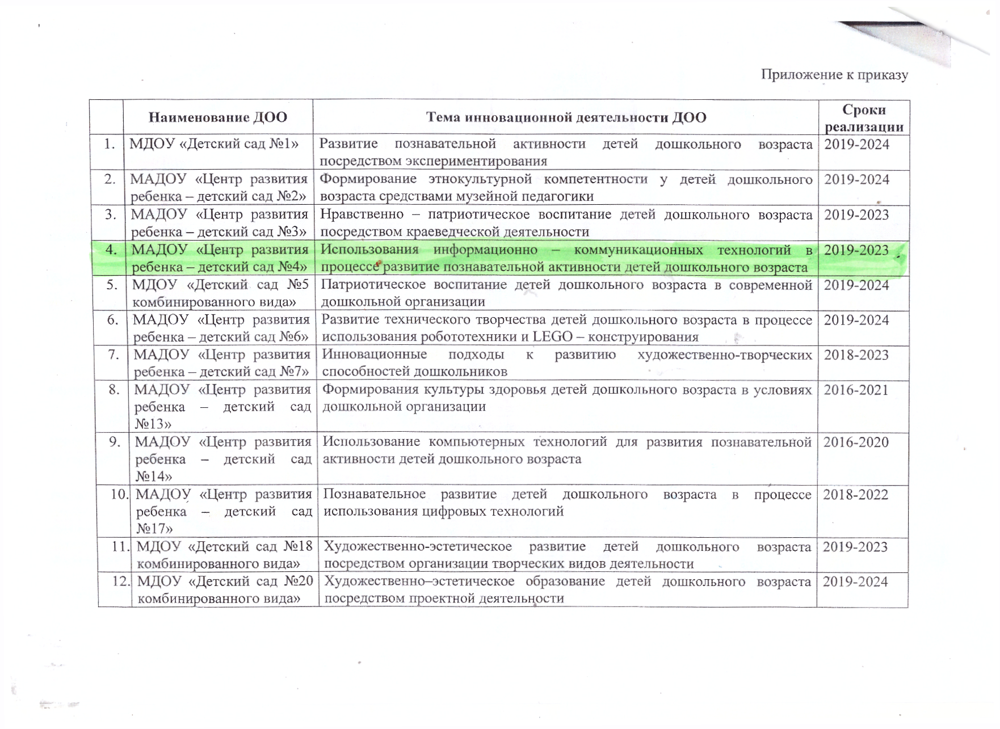 Приложение к приказу
Наименование ДОО
Тема инновационной деятельности ДОО
Сроки
реализации
1.
МДОУ «Детский сад №1»
Развитие познавательной активности детей дошкольного возраста
посредством экспериментирования
2019-2024
2.
МАДОУ «Центр развития
ребенка – детский сад №2»
Формирование этнокультурной компетентности у детей дошкольного
возраста средствами музейной педагогики
2019-2024
3.
МАДОУ «Центр развития
ребенка – детский сад №3»
Нравственно – патриотическое воспитание детей дошкольного возраста
посредством краеведческой деятельности
2019-2023
4.
МАДОУ «Центр развития
ребенка – детский сад №4»
Использования информационно – коммуникационных технологий в
процессе развитие познавательной активности детей дошкольного возраста
2019-2023
5.
МДОУ «Детский сад №5
комбинированного вида»
Патриотическое воспитание детей дошкольного возраста в современной
дошкольной организации
2019-2024
6.
МАДОУ «Центр развития
ребенка – детский сад №6»
Развитие технического творчества детей дошкольного возраста в процессе
использования робототехники и LEGO – конструирования
2019-2024
7.
МАДОУ «Центр развития
ребенка – детский сад №7»
Инновационные подходы к развитию художественно-творческих
способностей дошкольников
2018-2023
8.
МАДОУ «Центр развития
ребенка – детский сад
№13»
Формирования культуры здоровья детей дошкольного возраста в условиях
дошкольной организации
2016-2021
9.
МАДОУ «Центр развития
ребенка – детский сад
№14»
Использование компьютерных технологий для развития познавательной
активности детей дошкольного возраста
2016-2020
10.
МАДОУ «Центр развития
ребенка – детский сад
№17»
Познавательное развитие детей дошкольного возраста в процессе
использования цифровых технологий
2018-2022
11.
МДОУ «Детский сад №18
комбинированного вида»
Художественно-эстетическое развитие детей дошкольного возраста
посредством организации творческих видов деятельности
2019-2023
12.
МДОУ «Детский сад №20
комбинированного вида»
Художественно–эстетическое образование детей дошкольного возраста
посредством проектной деятельности
2019-2024